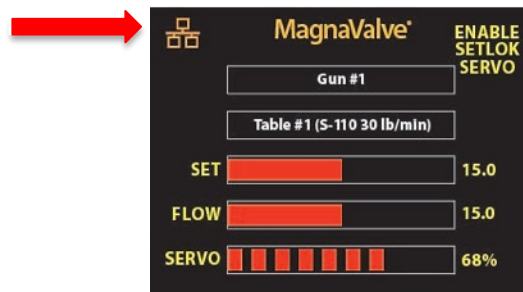 MagnaValve®
ENABLE
SETLOK
SERVO
Gun #1
Table #1 (S-110 30 lb/min)
SET 15.0
FLOW 15.0
SERVO 68%